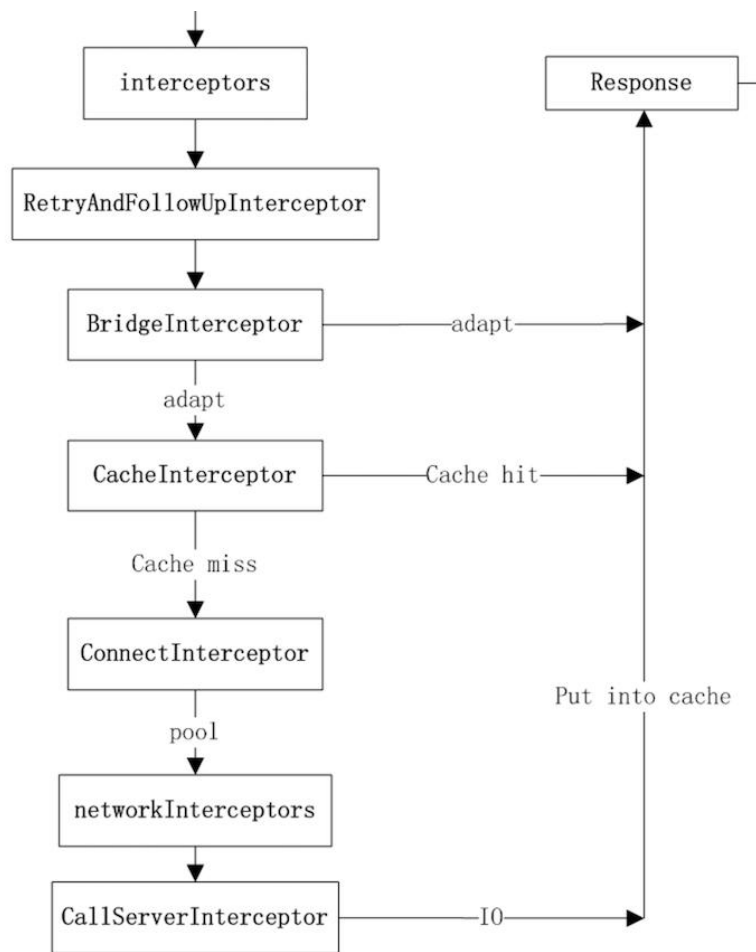 interceptors
Response
RetryAndFollowUpInterceptor
BridgeInterceptor
adapt
adapt
CacheInterceptor
Cache hit
Cache miss
ConnectInterceptor
Put into cache
pool
networkInterceptors
CallServerInterceptor
IO